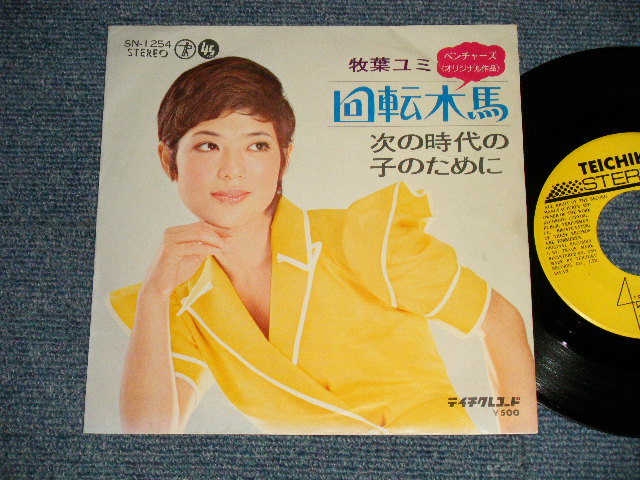 SN-1254
STEREO
45
牧葉ユミ
ベンチャーズ
〈オリジナル作品〉
回転木馬
次の時代の
子のために
テイチクレコード
¥500
TEICHIK
STERE